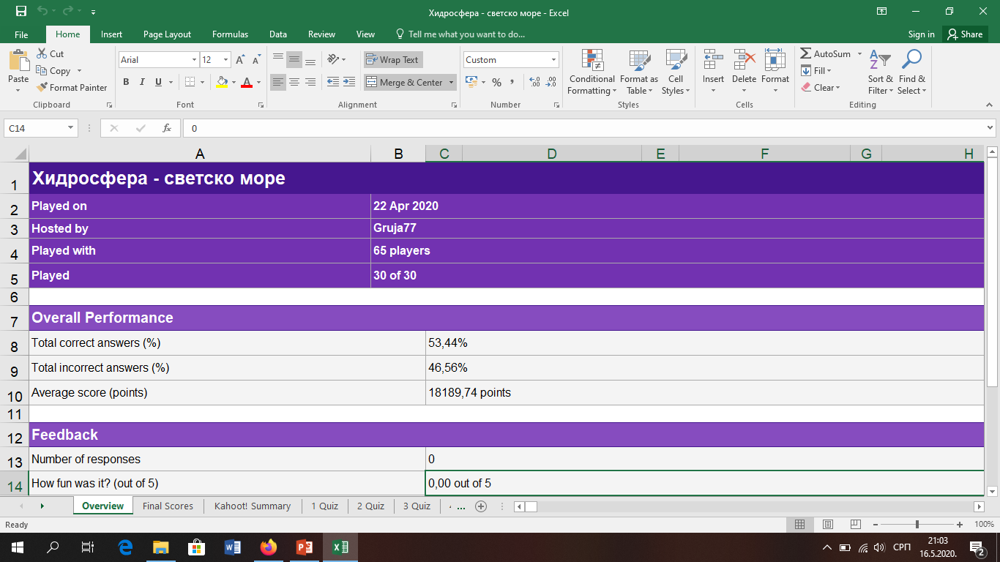 Хидросфера - светско море - Excel
File Home Insert Page Layout Formulas Data Review View Tell me what you want to do... Sign in Share
Paste
Cut
Copy
Format Painter
Clipboard
Arial 12
B I U A
Font
Wrap Text
Merge & Center
Alignment
Custom
%
Number
Conditional Formatting
Format as Table
Cell Styles
Styles
Insert Delete Format
Cells
AutoSum
Fill
Clear
Sort & Filter
Find & Select
Editing
C14 fx 0
A B C D E F G H
1 Хидросфера - светско море
2 Played on 22 Apr 2020
3 Hosted by Gruja77
4 Played with 65 players
5 Played 30 of 30
6
7 Overall Performance
8 Total correct answers (%) 53,44%
9 Total incorrect answers (%) 46,56%
10 Average score (points) 18189,74 points
11
12 Feedback
13 Number of responses 0
14 How fun was it? (out of 5) 0,00 out of 5
Overview Final Scores Kahoot! Summary 1 Quiz 2 Quiz 3 Quiz ...
Ready 100%
СРП 21:03
16.5.2020. 2